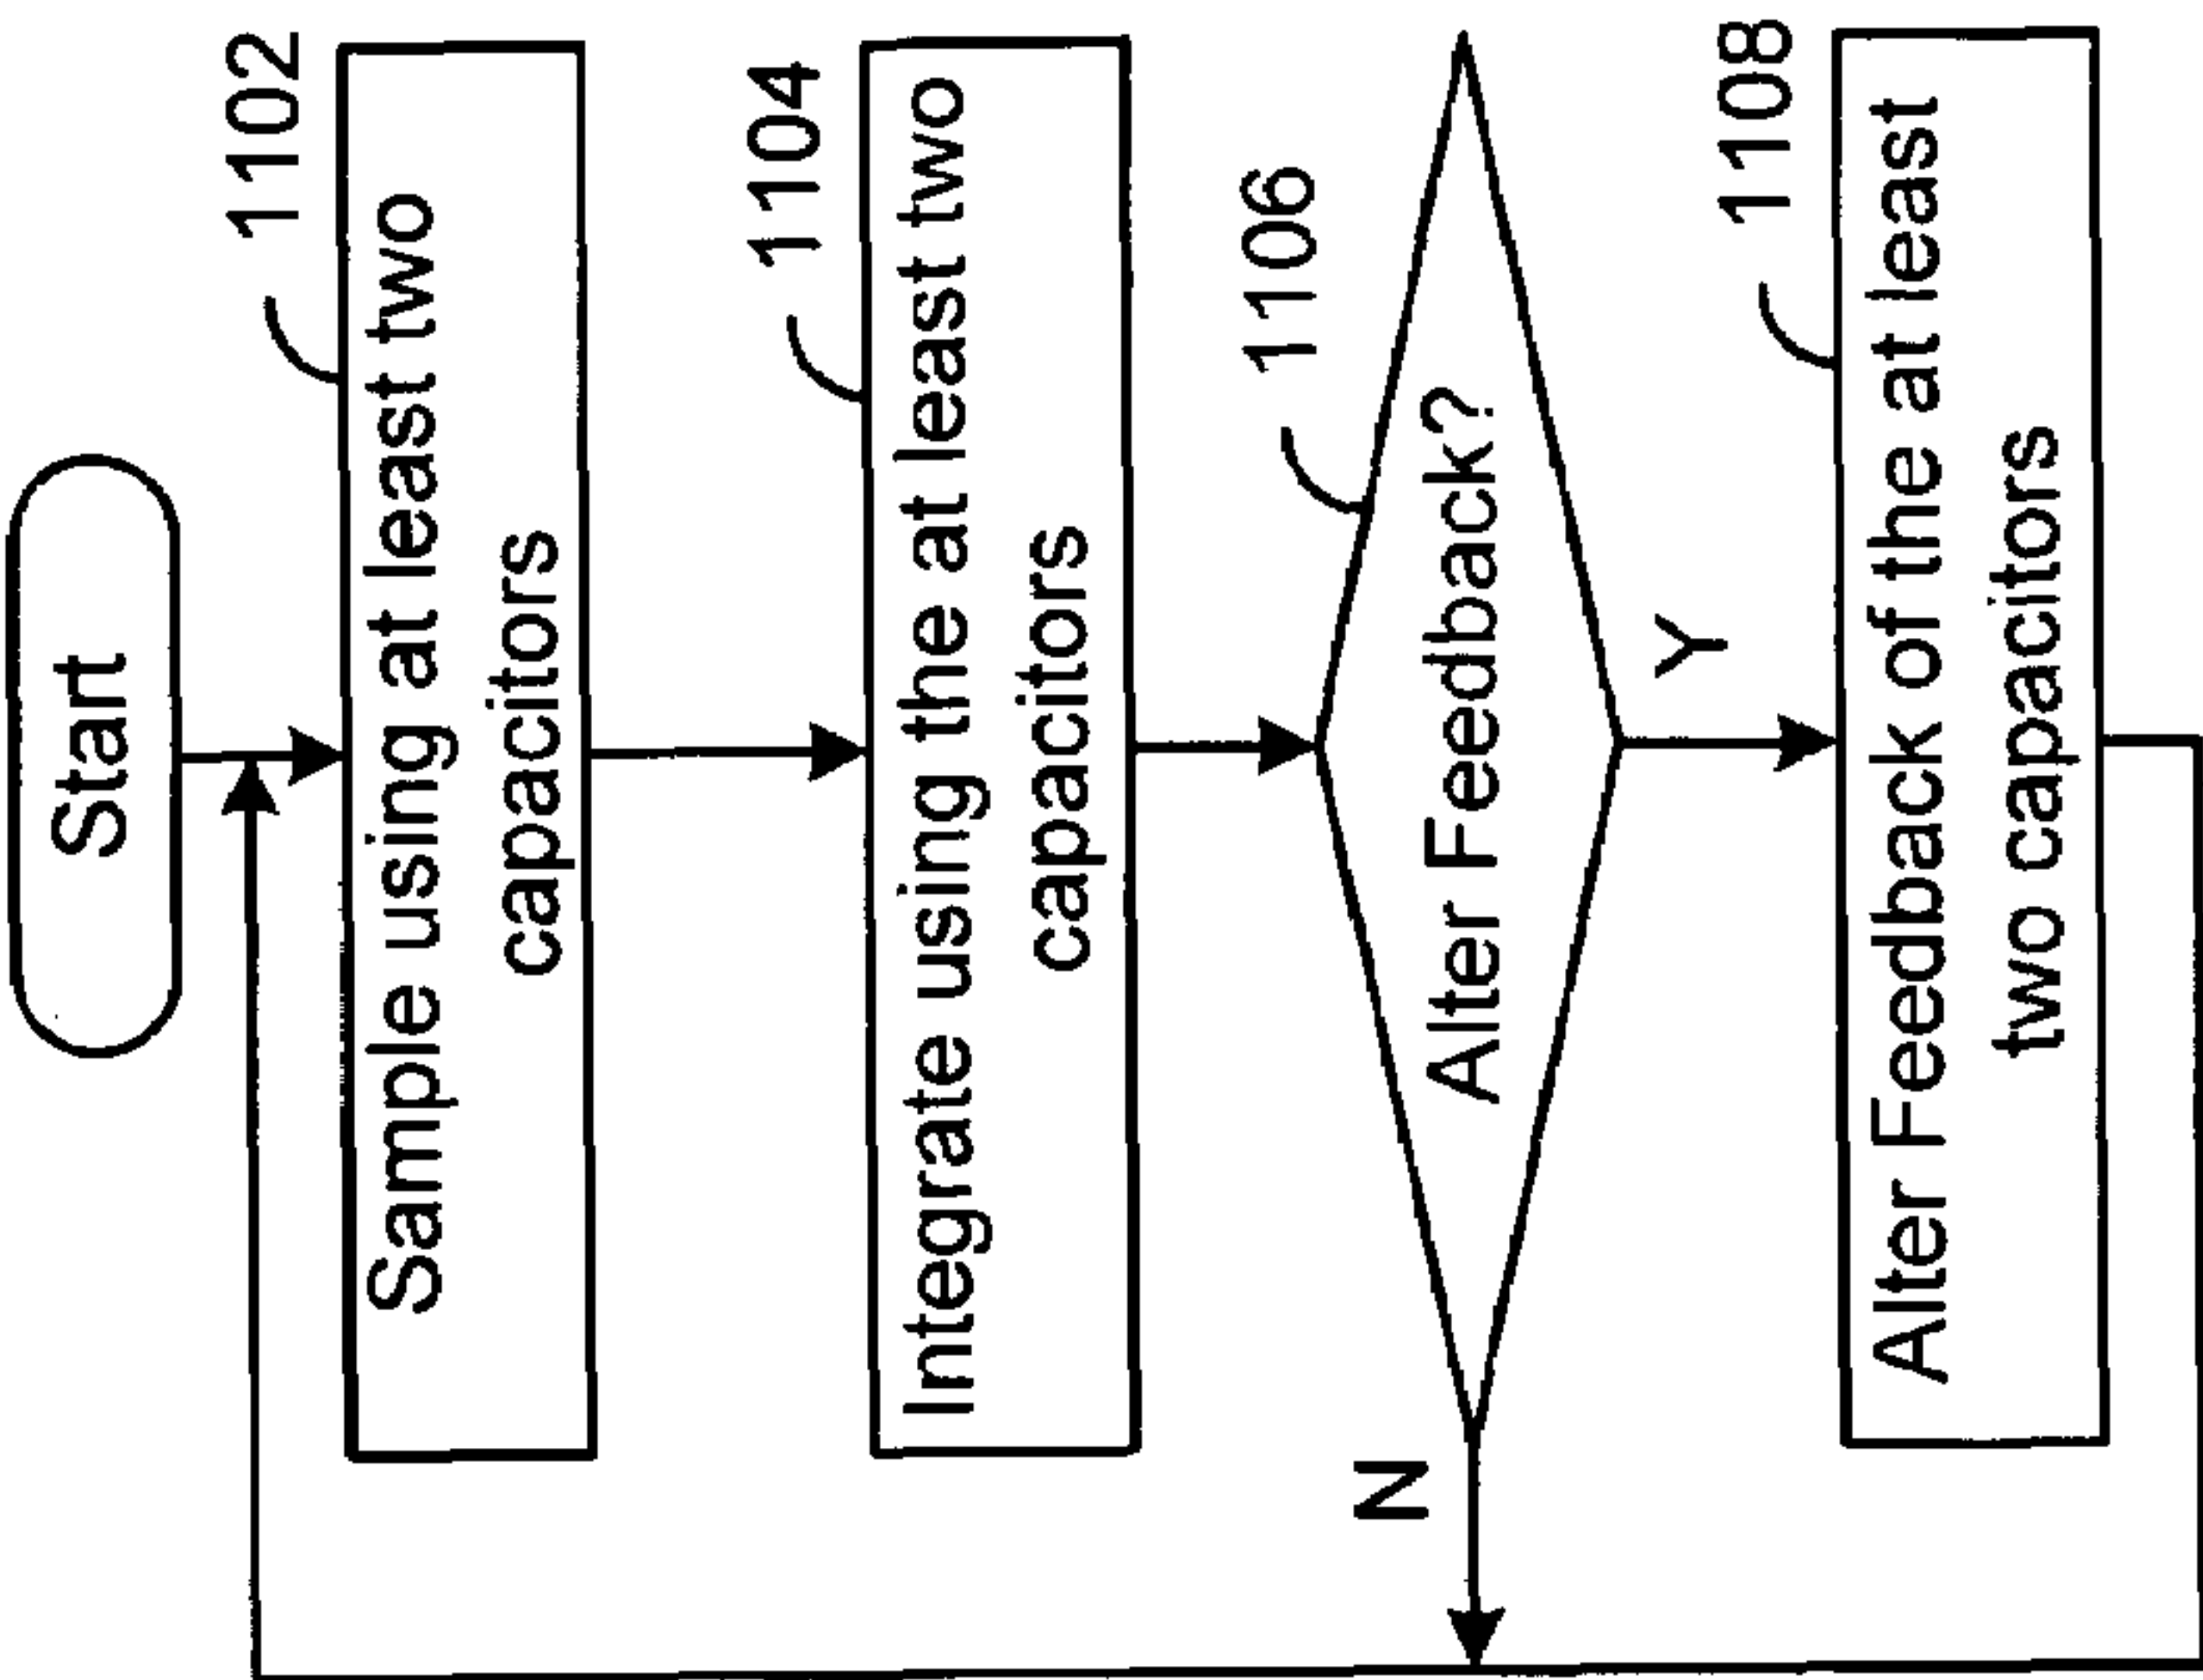 Start
1102
Sample using at least two
capacitors
1104
Integrate using the at least two
capacitors
1106
Alter Feedback?
N
Y
1108
Alter Feedback of the at least
two capacitors